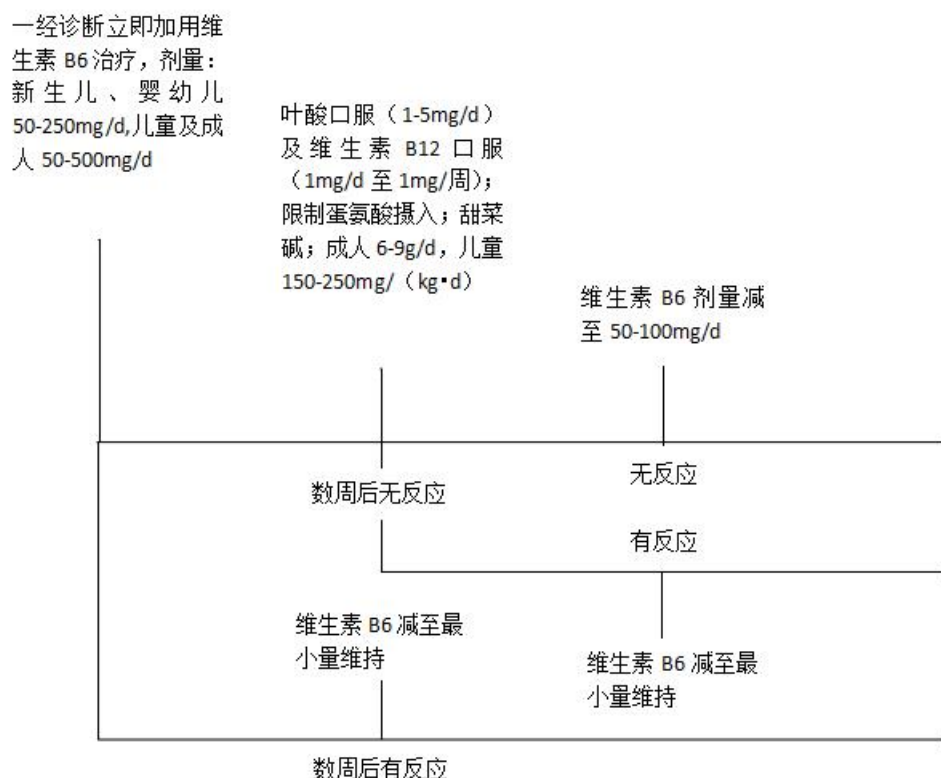 一经诊断立即加用维
生素 B6 治疗，剂量：
新生儿、婴幼儿
50-250mg/d,儿童及成
人 50-500mg/d
叶酸口服（1-5mg/d）
及维生素 B12 口服
（1mg/d 至 1mg/周）；
限制蛋氨酸摄入；甜菜
碱；成人 6-9g/d，儿童
150-250mg/（kg•d）
维生素 B6 剂量减
至 50-100mg/d
无反应
数周后无反应
有反应
维生素 B6 减至最
小量维持
维生素 B6 减至最
小量维持
数周后有反应